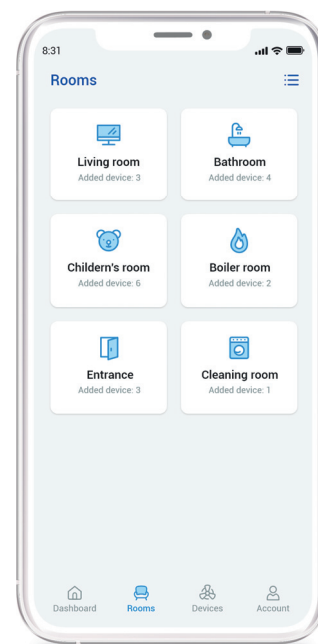 8:31
Rooms
Living room
Added device: 3
Bathroom
Added device: 4
Childern's room
Added device: 6
Boiler room
Added device: 2
Entrance
Added device: 3
Cleaning room
Added device: 1
Dashboard
Rooms
Devices
Account